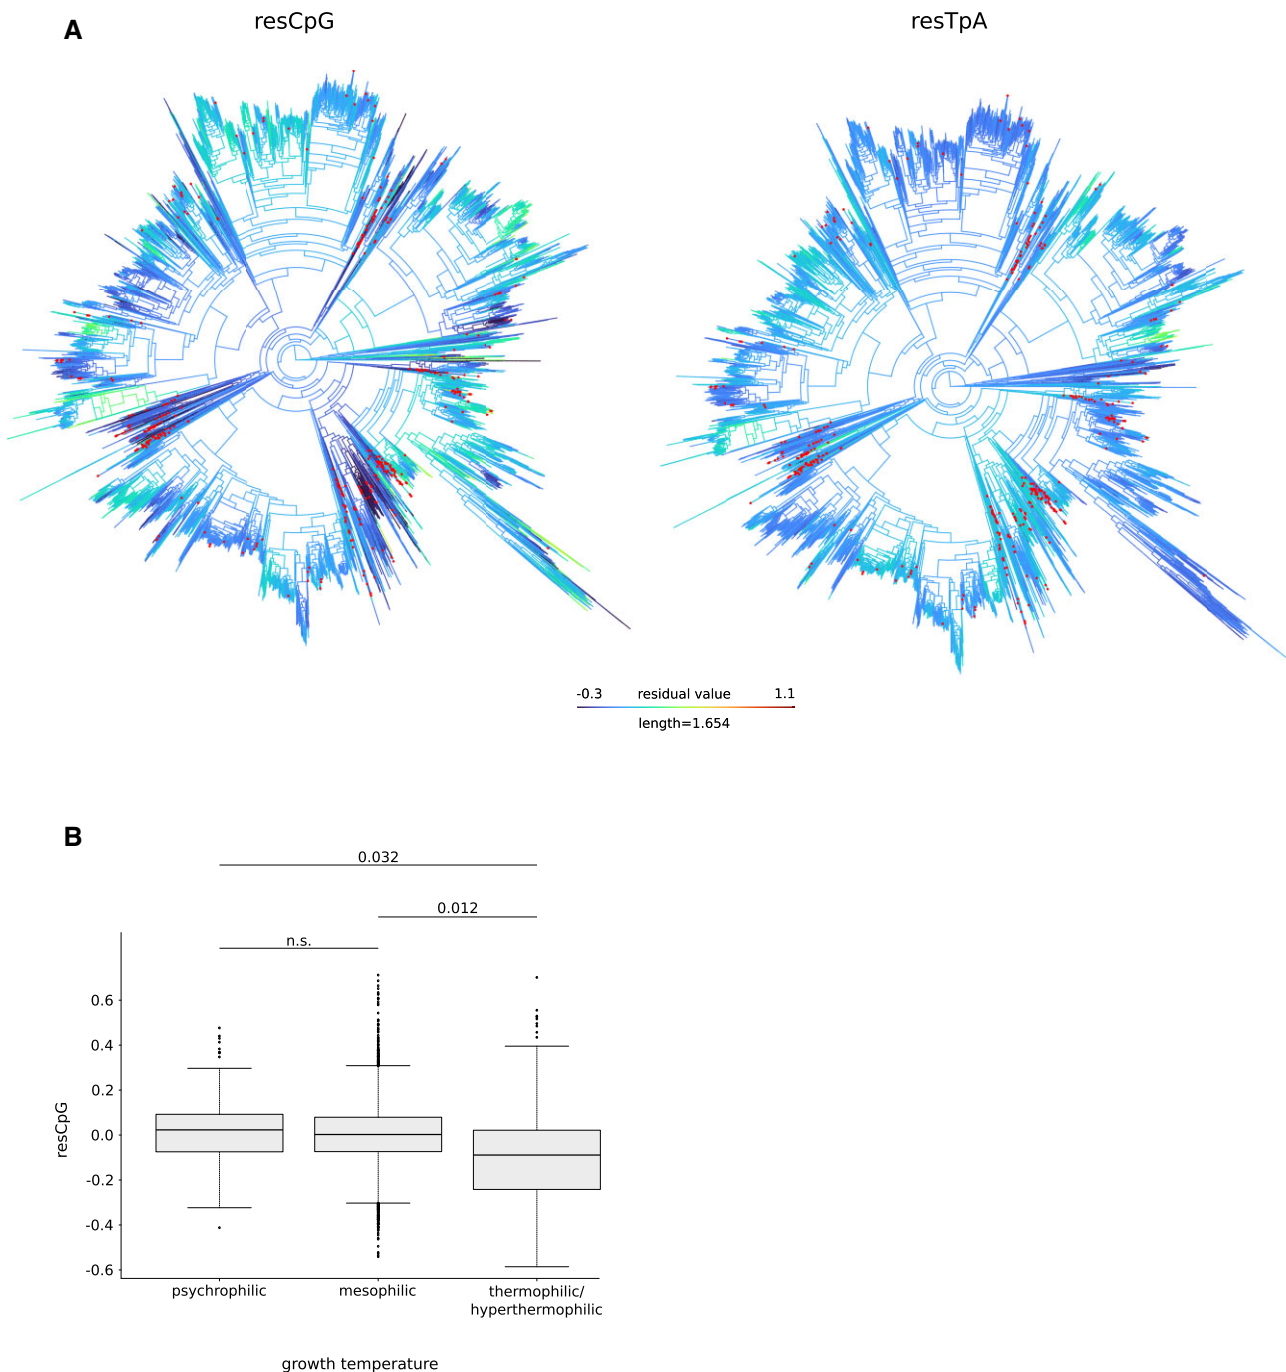 A
resCpG
resTpA
-0.3 residual value 1.1
length=1.654
B
0.032
0.012
n.s.
0.6
0.4
0.2
0.0
-0.2
-0.4
-0.6
resCpG
psychrophilic
mesophilic
thermophilic/
hyperthermophilic
growth temperature